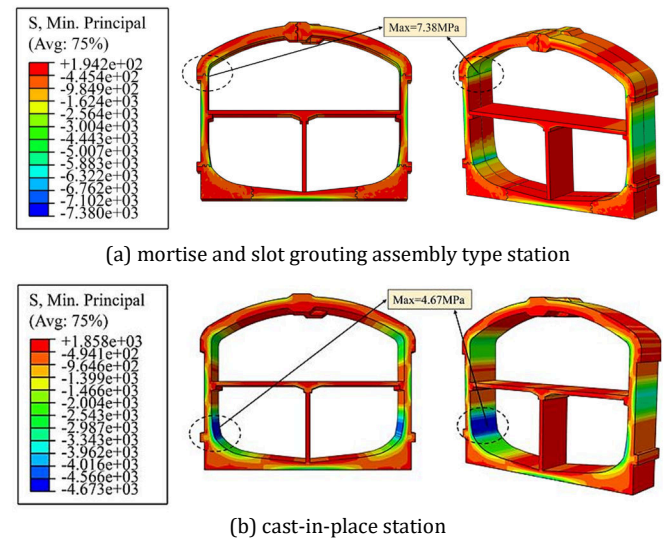 S, Min. Principal
(Avg: 75%)
+1.942e+02
-4.454e+02
-9.849e+02
-1.624e+03
-2.564e+03
-3.004e+03
-4.443e+03
-5.007e+03
-5.883e+03
-6.322e+03
-6.762e+03
-7.102e+03
-7.380e+03
Max=7.38MPa
(a) mortise and slot grouting assembly type station
S, Min. Principal
(Avg: 75%)
+1.858e+03
-4.941e+02
-9.646e+02
-1.399e+03
-1.466e+03
-2.004e+03
-2.543e+03
-2.987e+03
-3.343e+03
-3.962e+03
-4.016e+03
-4.566e+03
-4.673e+03
Max=4.67MPa
(b) cast-in-place station